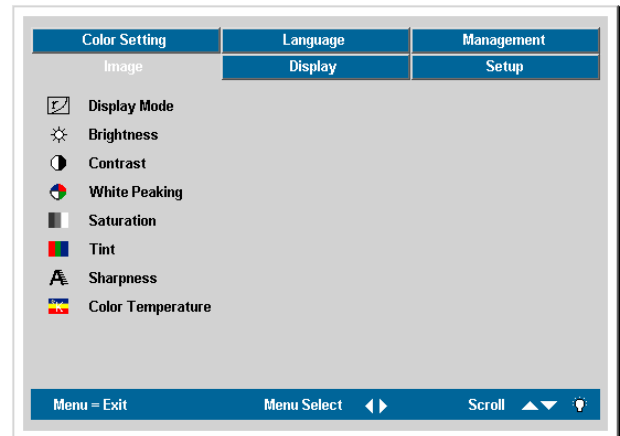 Color Setting Language Management
Image Display Setup
Display Mode
Brightness
Contrast
White Peaking
Saturation
Tint
Sharpness
Color Temperature
Menu = Exit Menu Select Scroll